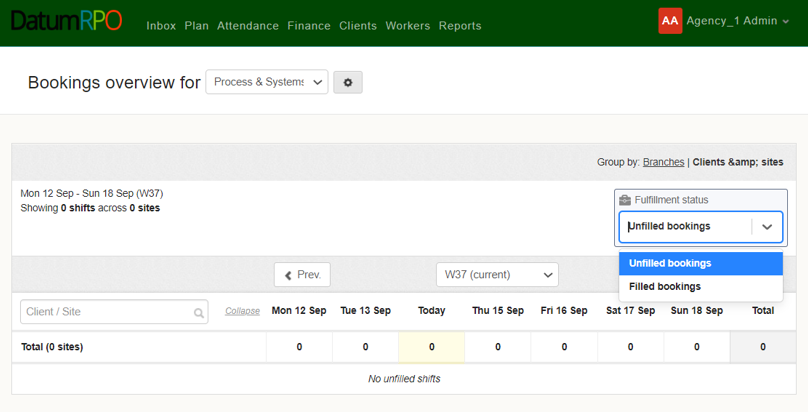 DatumRPO
Inbox Plan Attendance Finance Clients Workers Reports
AA Agency_1 Admin
Bookings overview for Process & Systems
Group by: Branches | Clients &amp; sites
Mon 12 Sep - Sun 18 Sep (W37)
Showing 0 shifts across 0 sites
Fulfillment status
Unfilled bookings
Unfilled bookings
Filled bookings
Prev.
W37 (current)
Client / Site Collapse Mon 12 Sep Tue 13 Sep Today Thu 15 Sep Fri 16 Sep Sat 17 Sep Sun 18 Sep Total
Total (0 sites) 0 0 0 0 0 0 0 0
No unfilled shifts